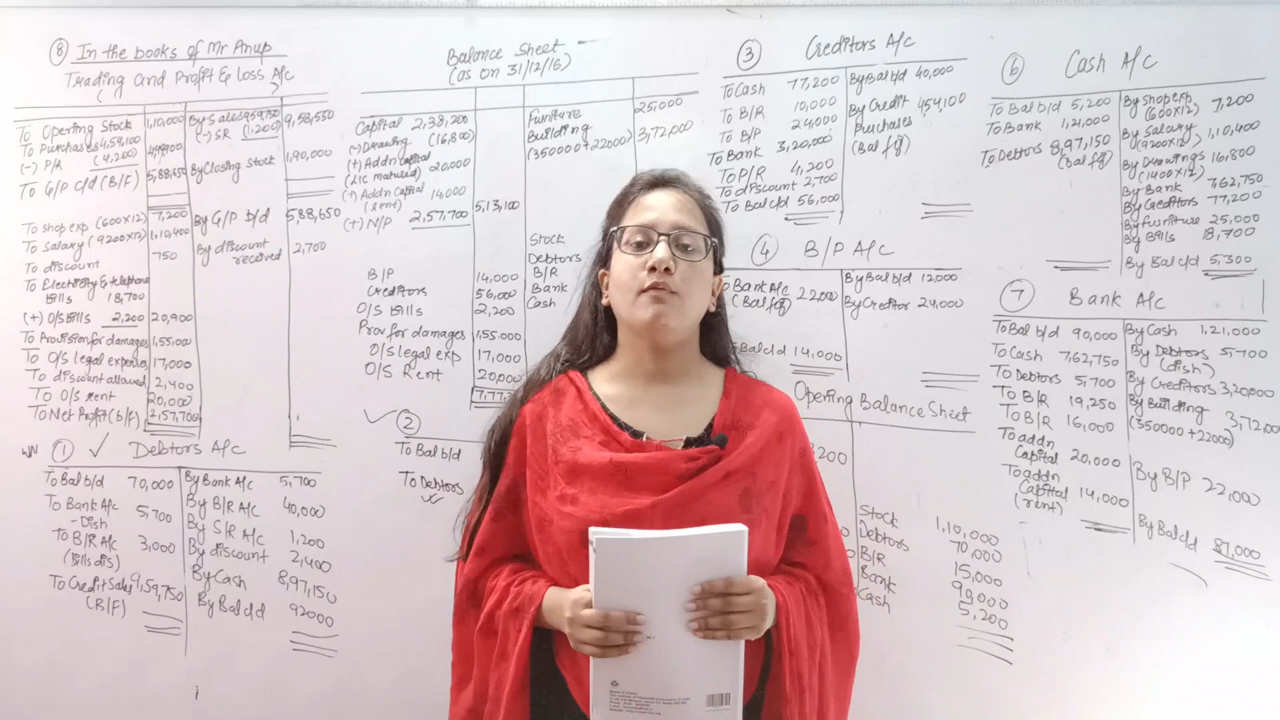 ⑧ In the books of Mr Anup
Trading and Profit & Loss A/c
To Opening Stock 1,10,000 By Sales 9,59,750
(-) SR (1,200) 9,58,550
To Purchases 4,54,100
(-) P/R (4,200)
To G/P c/d (B/F) 5,88,650 By Closing Stock 1,90,000
To Shop exp (600x12) 7,200 By G/P b/d 5,88,650
To Salary (9200x12) 1,10,400 By discount received 2,700
To discount 750
To Electricity & telephone
bills 18,700
(+) O/S Bills 2,200 20,900
To Provision for damages 1,55,000
To O/S legal expenses 17,000
To discount allowed 2,400
To O/S rent 20,000
To Net Profit (B/F) 2,57,700
WN ① Debtors A/c
To Bal b/d 70,000 By Bank A/c 5,700
To Bank A/c 5,700 By B/R A/c 40,000
- Dish By S/R A/c 1,200
To B/R A/c 3,000 By discount 2,400
(Bills dis) By Cash 8,97,150
To Credit Sales 9,59,750 By Bal c/d 92000
(B/F)
Balance Sheet
(as on 31/12/16)
Capital 2,38,200 Furniture 25,000
(-) Drawing (16,800) Building
(+) Addn Capital (350000+22000) 3,72,000
(LIC matured) 20,000
(+) Addn Capital
(rent) 14,000
(+) N/P 2,57,700 5,13,100
Stock
Debtors
B/P 14,000 B/R
Creditors 56,000 Bank
O/S Bills 2,200 Cash
Prov for damages 1,55,000
O/S legal exp 17,000
O/S Rent 20,000
7,77,
②
To Bal b/d
To Debtors
③ Creditors A/c
To Cash 77,200 By Bal b/d 40,000
To B/R 10,000 By Credit 4,54,100
To B/P 24,000 Purchases
To Bank 3,20,000 (Bal fg)
To P/R 4,200
To discount 2,700
To Bal c/d 56,000
④ B/P A/c
Bank A/c 22,000 By Bal b/d 12,000
(Bal fg) By Creditor 24,000
Bal c/d 14,000
Opening Balance Sheet
,200
Stock 1,10,000
Debtors 70,000
B/R 15,000
Bank 90,000
Cash 5,200
⑥ Cash A/c
To Bal b/d 5,200 By Shop exp 7,200
To Bank 1,21,000 (600x12)
To Debtors 8,97,150 By Salary 1,10,400
(Bal fg) (9200x12)
By Drawings 16,800
(1400x12)
By Bank 7,62,750
By Creditors 77,200
By furniture 25,000
By Bills 18,700
By Bal c/d 5,300
⑦ Bank A/c
To Bal b/d 90,000 By Cash 1,21,000
To Cash 7,62,750 By Debtors 5,700
To Debtors 5,700 (dish)
To B/R 19,250 By Creditors 3,20,000
To B/R 16,000 By Building 3,72,000
To addn (350000+22000)
Capital 20,000 By B/P 22,000
To addn
Capital 14,000
(rent) By Bal c/d 87,000